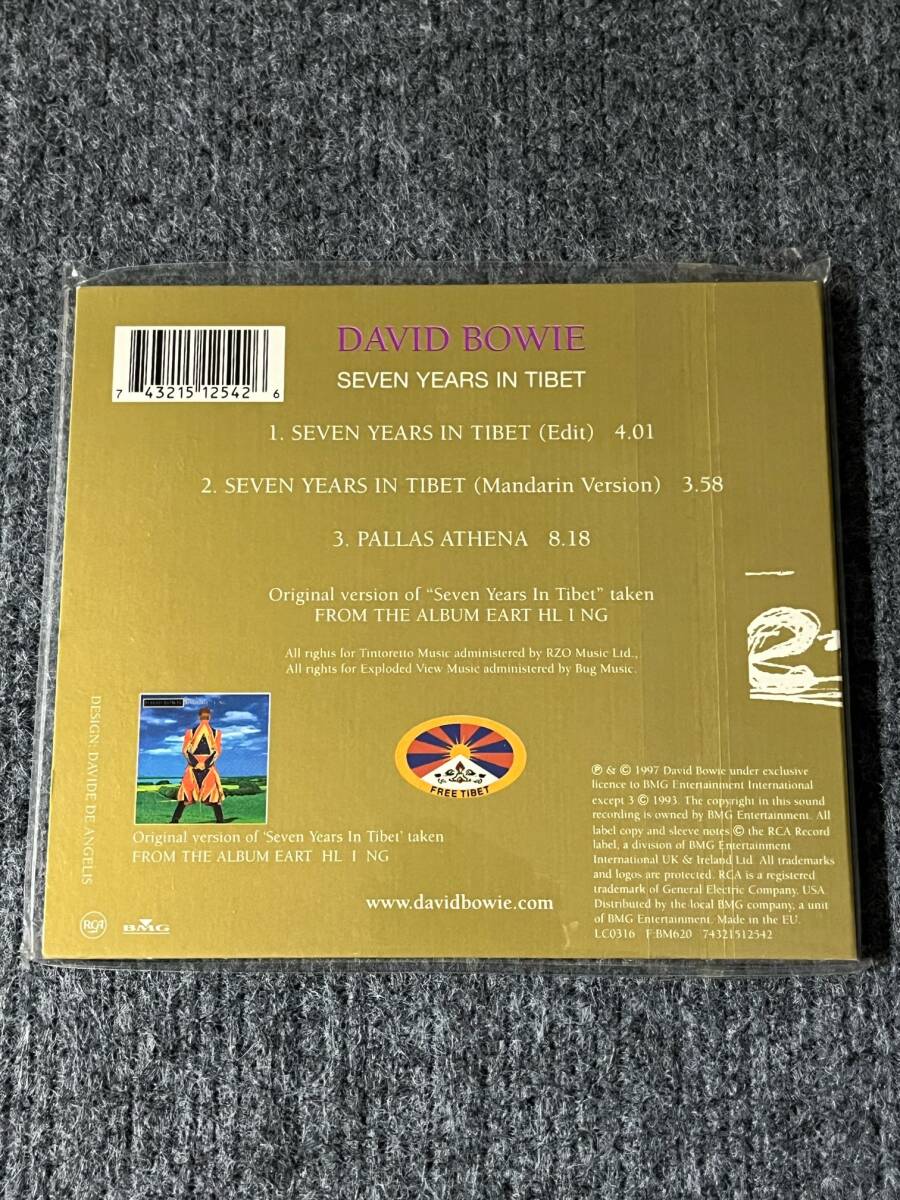 DAVID BOWIE
SEVEN YEARS IN TIBET
7 43215 12542 6
1. SEVEN YEARS IN TIBET (Edit) 4.01
2. SEVEN YEARS IN TIBET (Mandarin Version) 3.58
3. PALLAS ATHENA 8.18
Original version of “Seven Years In Tibet” taken
FROM THE ALBUM EART HL I NG
All rights for Tintoretto Music administered by RZO Music Ltd.,
All rights for Exploded View Music administered by Bug Music.
2
DESIGN: DAVIDE DE ANGELIS
DAVID BOWIE
FREE TIBET
Original version of ‘Seven Years In Tibet’ taken
FROM THE ALBUM EART HL I NG
www.davidbowie.com
RCA
BMG
℗ & © 1997 David Bowie under exclusive
licence to BMG Entertainment International
except 3 © 1993. The copyright in this sound
recording is owned by BMG Entertainment. All
label copy and sleeve notes © the RCA Record
label, a division of BMG Entertainment
International UK & Ireland Ltd. All trademarks
and logos are protected. RCA is a registered
trademark of General Electric Company, USA.
Distributed by the local BMG company, a unit
of BMG Entertainment. Made in the EU.
LC0316 F:BM620 74321512542